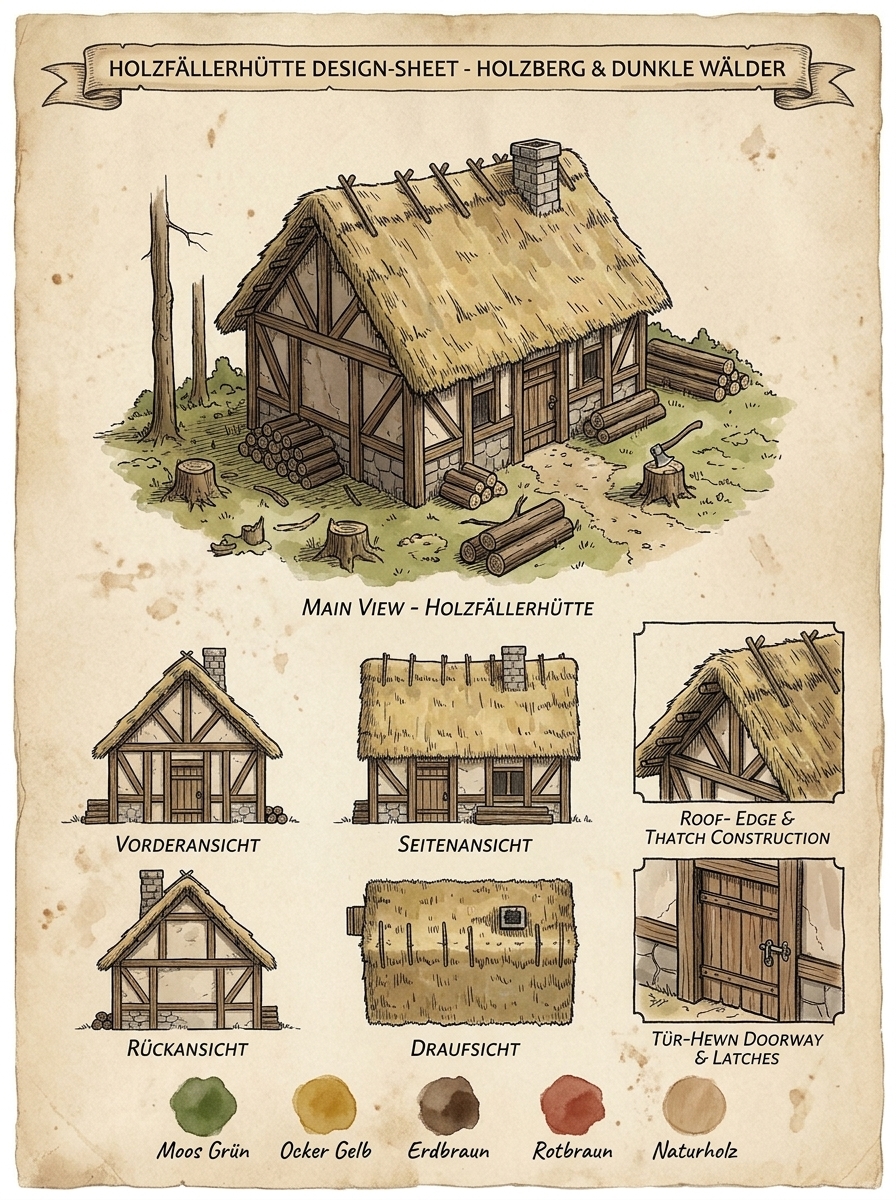 HOLZFÄLLERHÜTTE DESIGN-SHEET - HOLZBERG & DUNKLE WÄLDER
MAIN VIEW - HOLZFÄLLERHÜTTE
VORDERANSICHT
SEITENANSICHT
ROOF- EDGE &
THATCH CONSTRUCTION
RÜCKANSICHT
DRAUFSICHT
TÜR-HEWN DOORWAY
& LATCHES
Moos Grün
Ocker Gelb
Erdbraun
Rotbraun
Naturholz